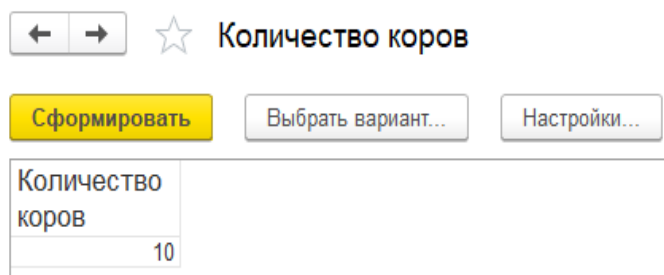 Количество коров
Сформировать Выбрать вариант... Настройки...
Количество
коров
10